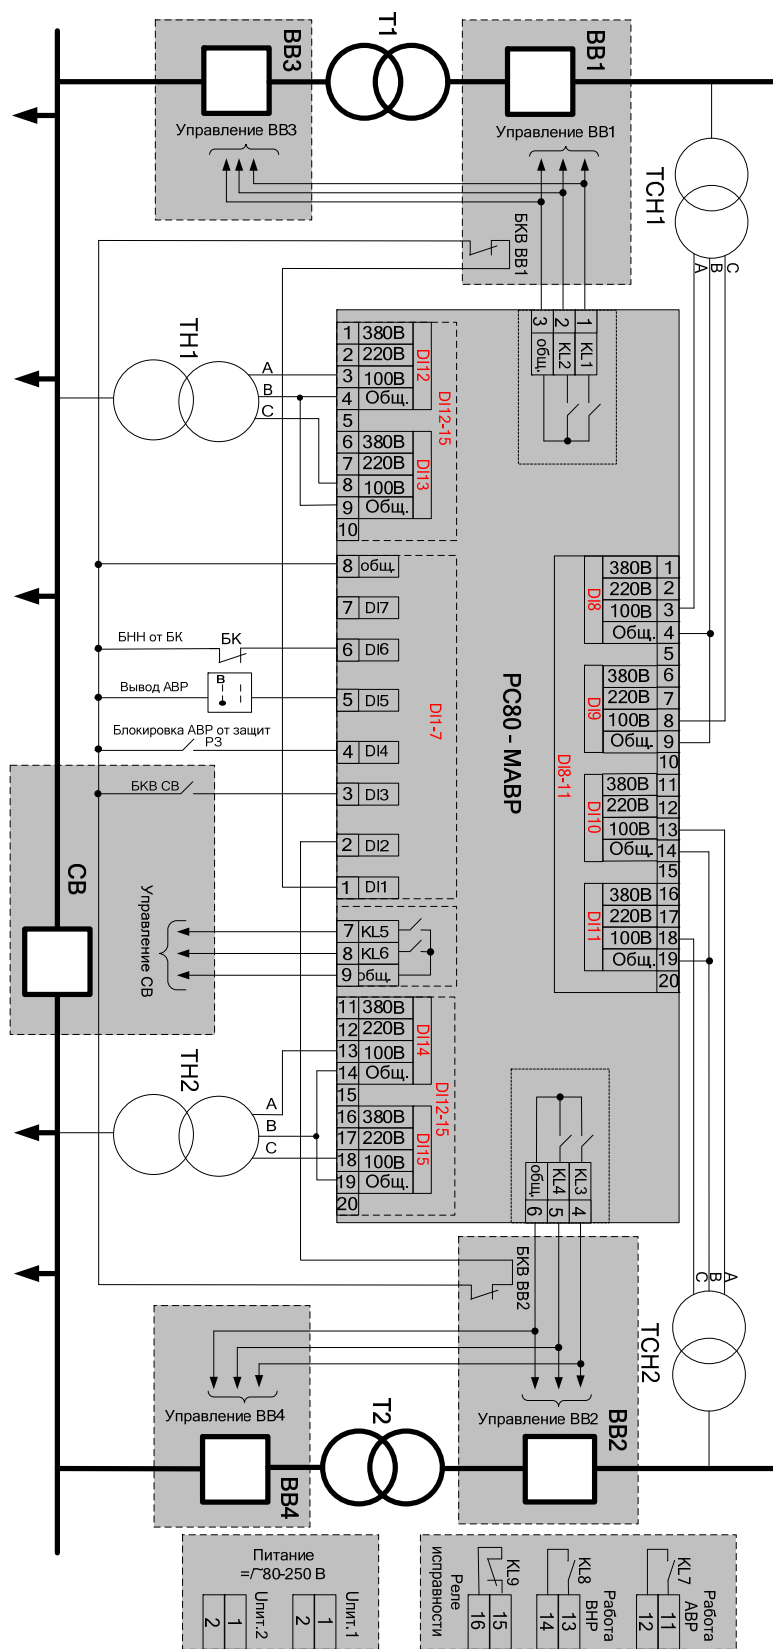 Т1
ВВ3
ВВ1
Управление ВВ3
Управление ВВ1
ТСН1
БКВ ВВ1
A
B
C
3
2
1
общ.
KL2
KL1
ТН1
A
B
C
1 380В
2 220В
3 100В
4 Общ.
5
6 380В
7 220В
8 100В
9 Общ.
10
DI12
DI13
DI12-15
8 общ.
7 DI7
6 DI6
5 DI5
4 DI4
3 DI3
2 DI2
1 DI1
DI1-7
БНН от БК
БК
Вывод АВР
В
Блокировка АВР от защит
РЗ
БКВ СВ
СВ
Управление СВ
7 KL5
8 KL6
9 общ.
РС80 - МАВР
380В 1
220В 2
100В 3
Общ. 4
5
380В 6
220В 7
100В 8
Общ. 9
10
380В 11
220В 12
100В 13
Общ. 14
15
380В 16
220В 17
100В 18
Общ. 19
20
DI8
DI9
DI10
DI11
DI8-11
ТН2
A
B
C
11 380В
12 220В
13 100В
14 Общ.
15
16 380В
17 220В
18 100В
19 Общ.
20
DI14
DI15
DI12-15
общ.
KL4
KL3
6
5
4
БКВ ВВ2
C
B
A
ТСН2
Управление ВВ4
Управление ВВ2
Т2
ВВ2
ВВ4
Питание
=/~80-250 В
Uпит.1
1
2
Uпит.2
1
2
Работа
АВР
KL7
11
12
Работа
ВНР
KL8
13
14
Реле
исправности
KL9
15
16